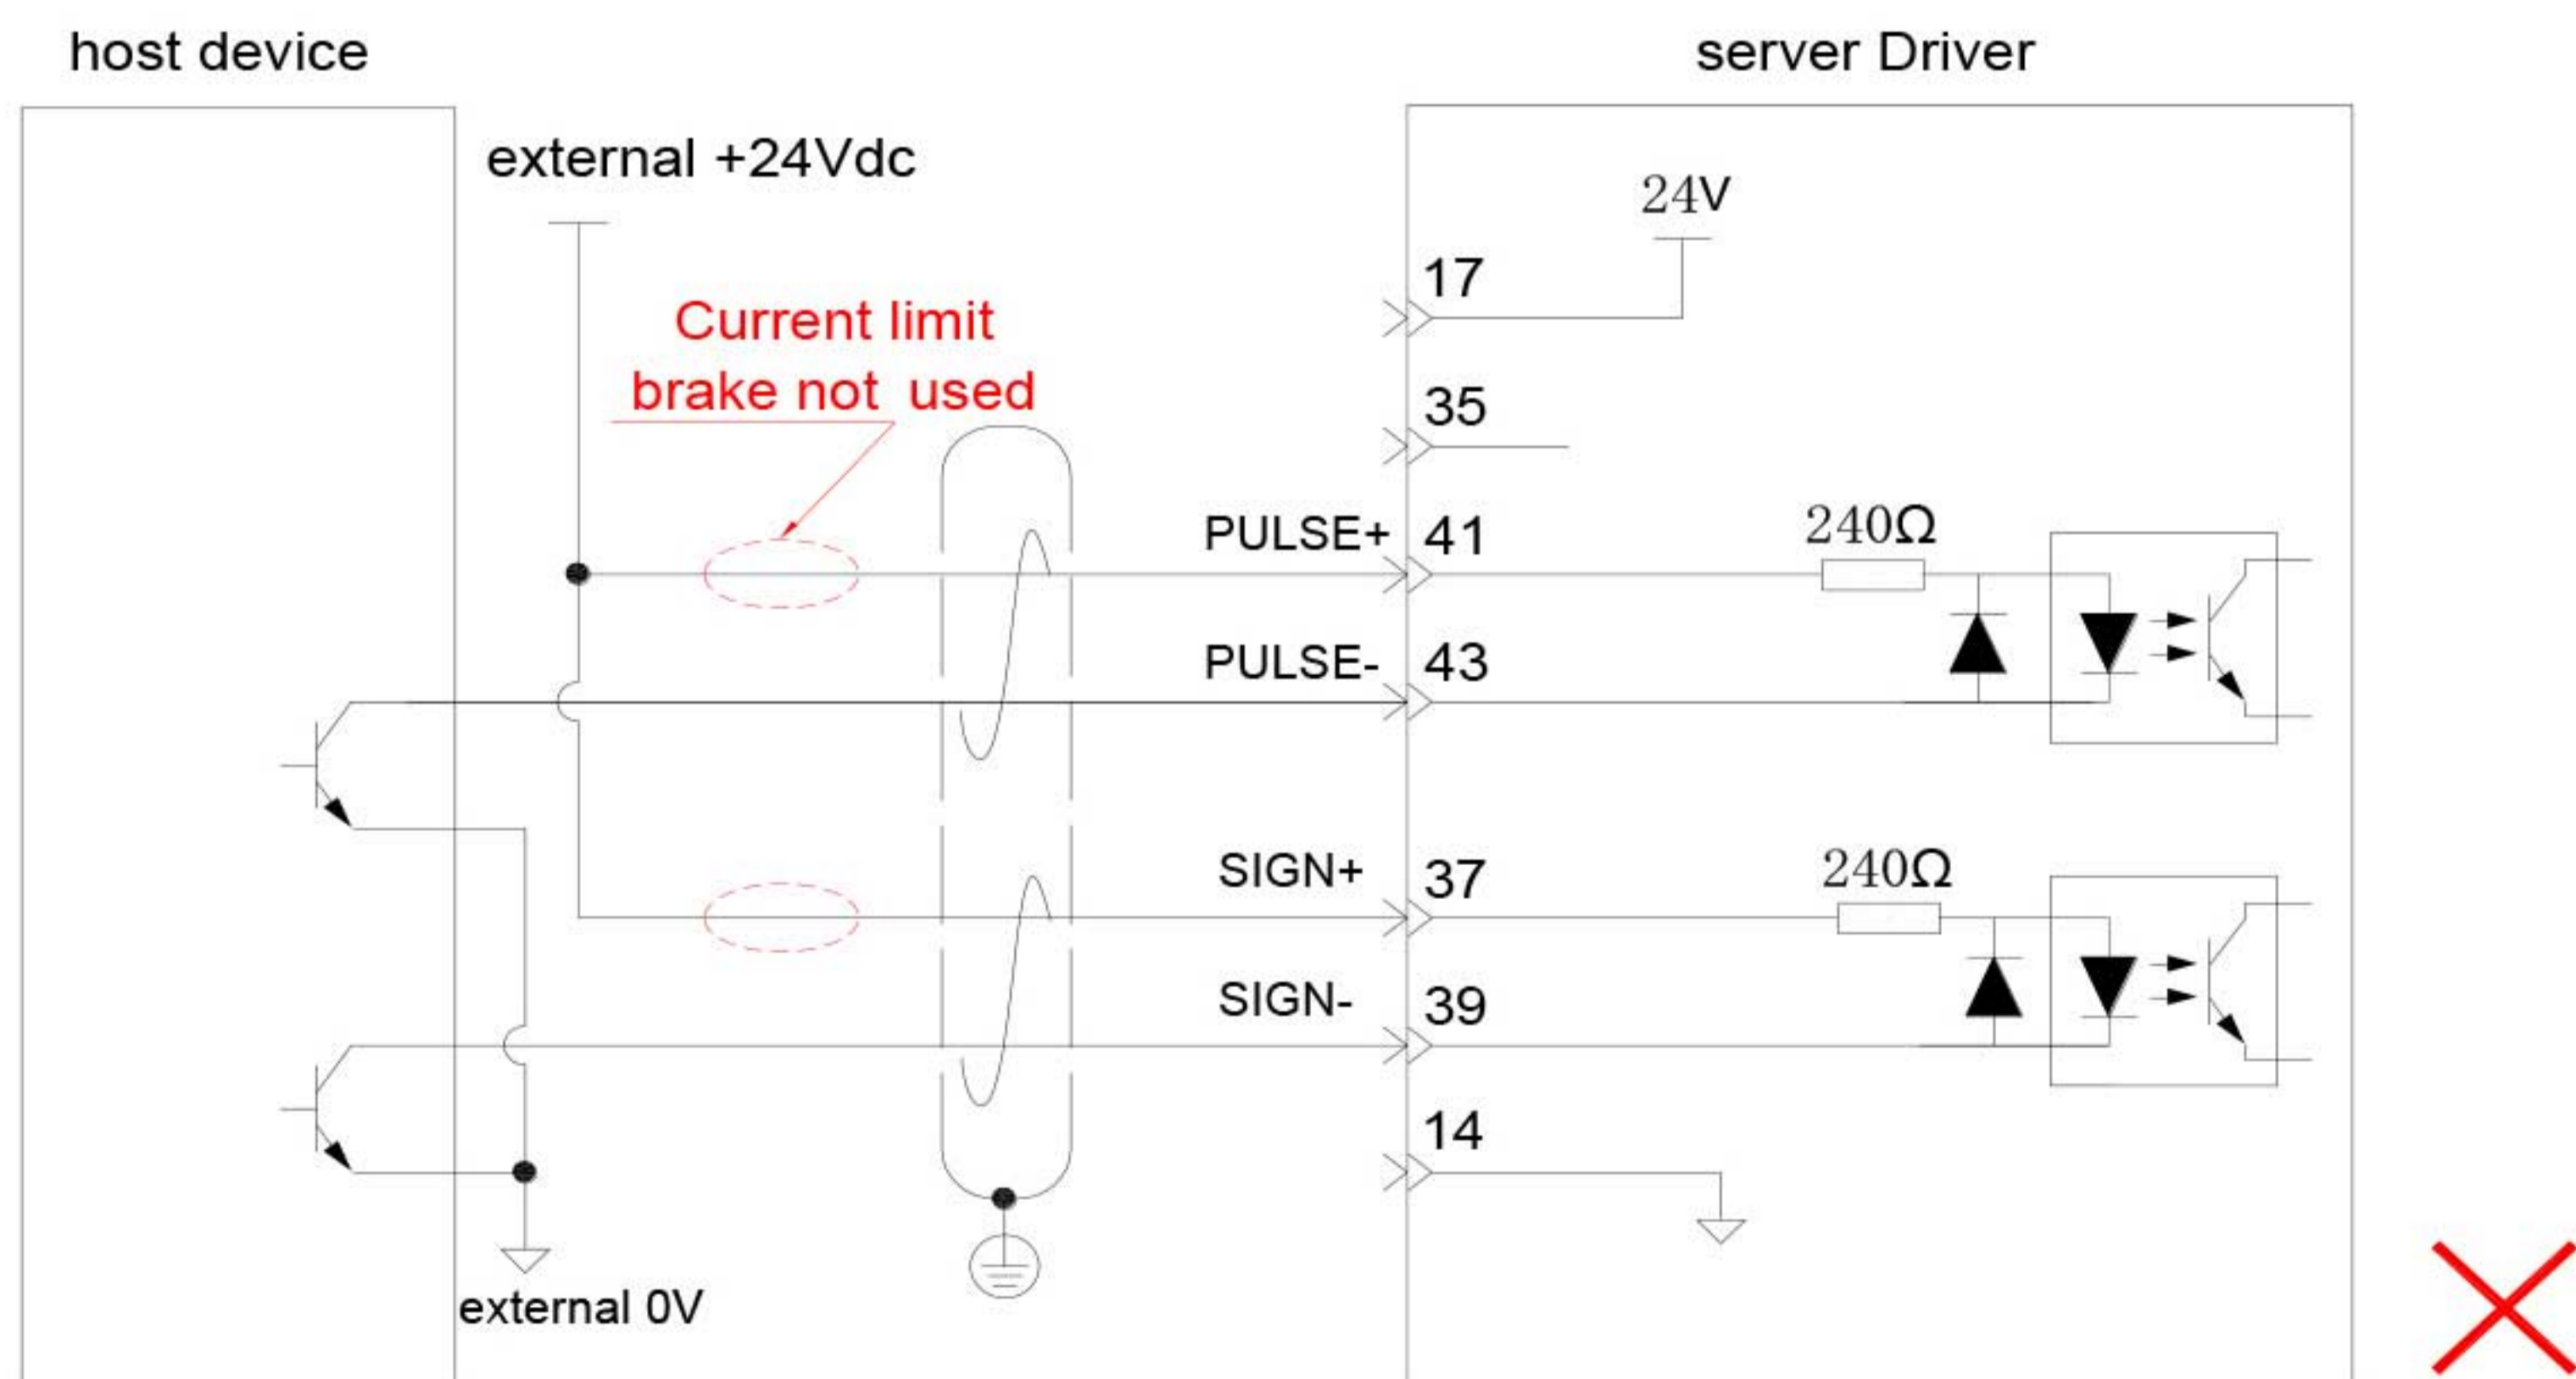 host device
server Driver
external +24Vdc
24V
17
Current limit
brake not used
35
PULSE+
41
240Ω
PULSE-
43
SIGN+
37
240Ω
SIGN-
39
14
external 0V